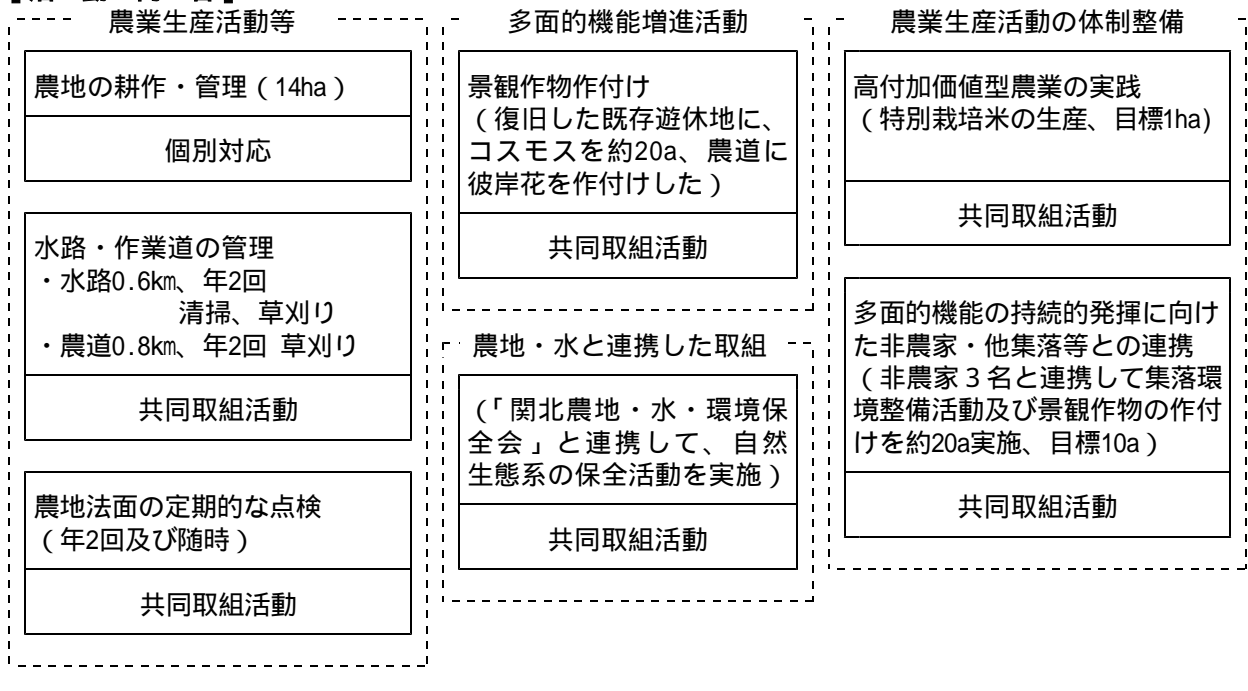 農業生産活動等
農地の耕作・管理（14ha）
個別対応
水路・作業道の管理
・水路0.6㎞、年2回
清掃、草刈り
・農道0.8㎞、年2回 草刈り
共同取組活動
農地法面の定期的な点検
（年2回及び随時）
共同取組活動
多面的機能増進活動
景観作物作付け
（復旧した既存遊休地に、
コスモスを約20a、農道に
彼岸花を作付けした）
共同取組活動
農地・水と連携した取組
(「関北農地・水・環境保
全会」と連携して、自然
生態系の保全活動を実施）
共同取組活動
農業生産活動の体制整備
高付加価値型農業の実践
（特別栽培米の生産、目標1ha)
共同取組活動
多面的機能の持続的発揮に向け
た非農家・他集落等との連携
（非農家３名と連携して集落環
境整備活動及び景観作物の作付
けを約20a実施、目標10a）
共同取組活動